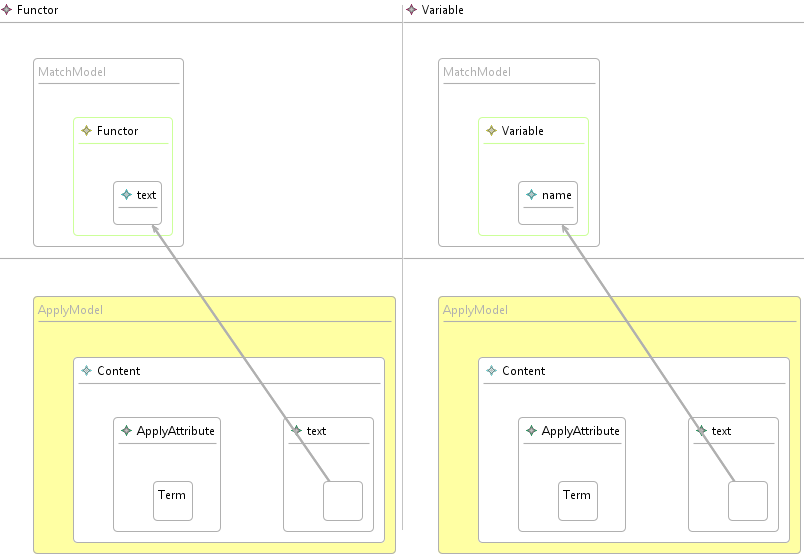 Functor
Variable
MatchModel
MatchModel
Functor
Variable
text
name
ApplyModel
ApplyModel
Content
Content
ApplyAttribute
text
ApplyAttribute
text
Term
Term